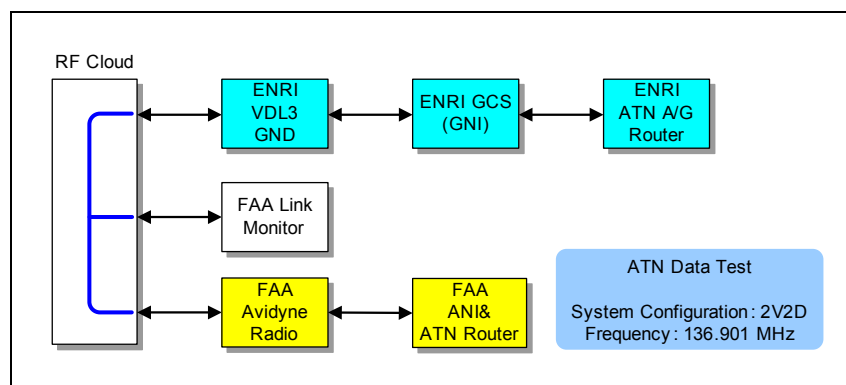 RF Cloud
ENRI
VDL3
GND
ENRI GCS
(GNI)
ENRI
ATN A/G
Router
FAA Link
Monitor
FAA
Avidyne
Radio
FAA
ANI&
ATN Router
ATN Data Test
System Configuration : 2V2D
Frequency : 136.901 MHz